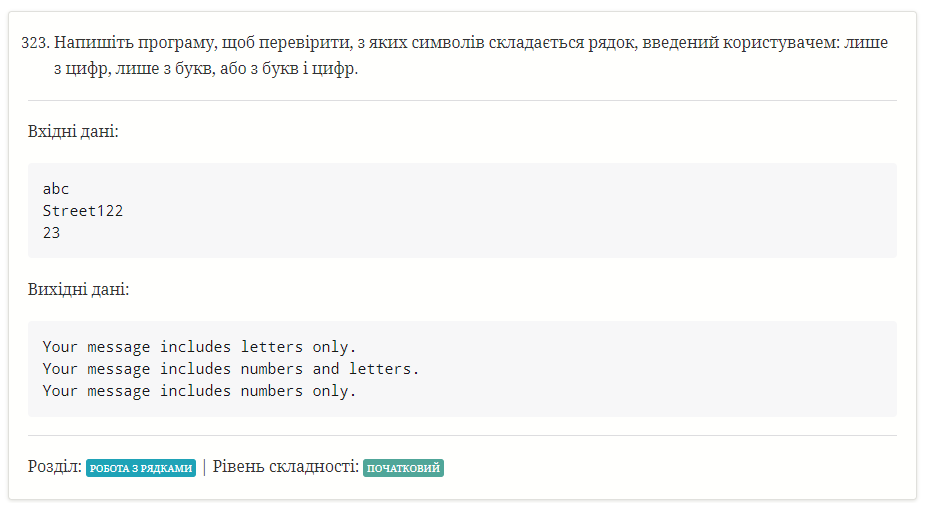 323. Напишіть програму, щоб перевірити, з яких символів складається рядок, введений користувачем: лише
з цифр, лише з букв, або з букв і цифр.
Вхідні дані:
abc
Street122
23
Вихідні дані:
Your message includes letters only.
Your message includes numbers and letters.
Your message includes numbers only.
Розділ: РОБОТА З РЯДКАМИ | Рівень складності: ПОЧАТКОВИЙ